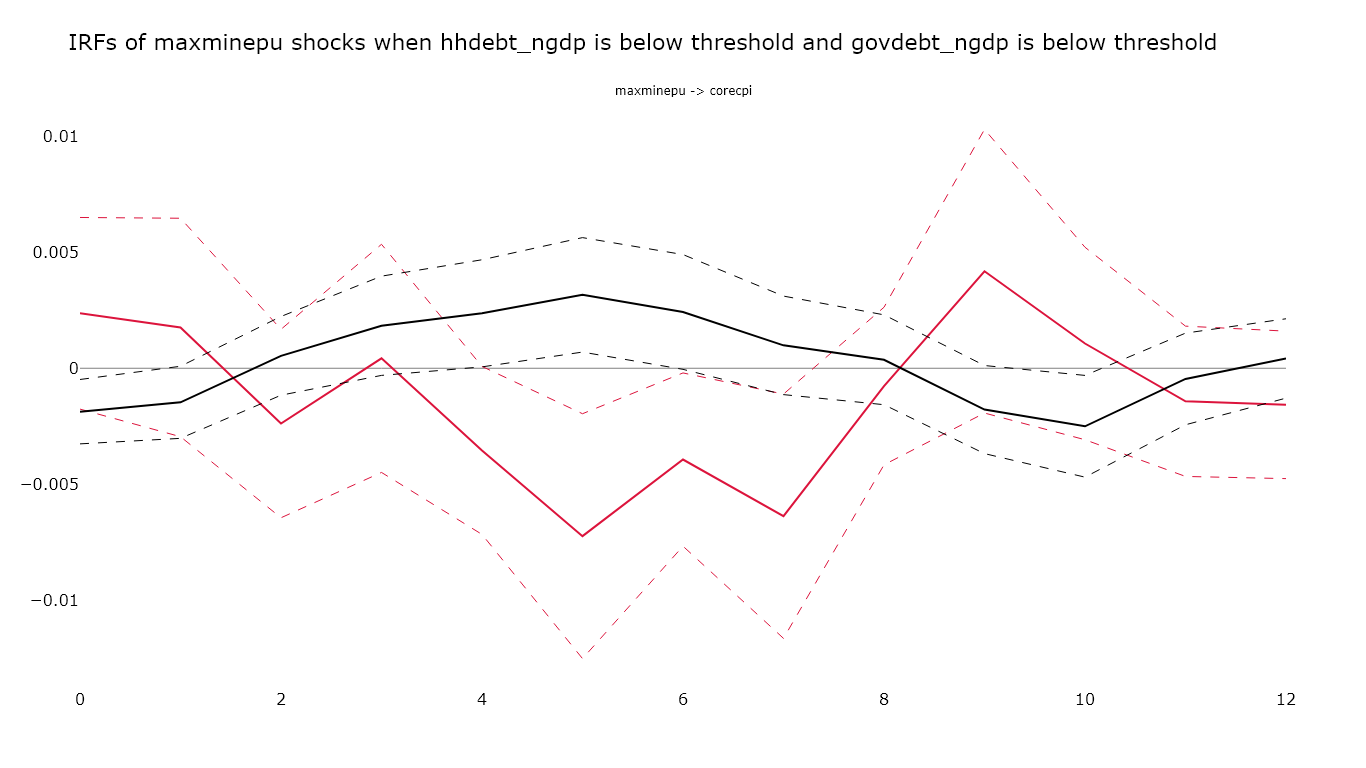 IRFs of maxminepu shocks when hhdebt_ngdp is below threshold and govdebt_ngdp is below threshold
maxminepu -> corecpi
0.01
0.005
0
−0.005
−0.01
0 2 4 6 8 10 12